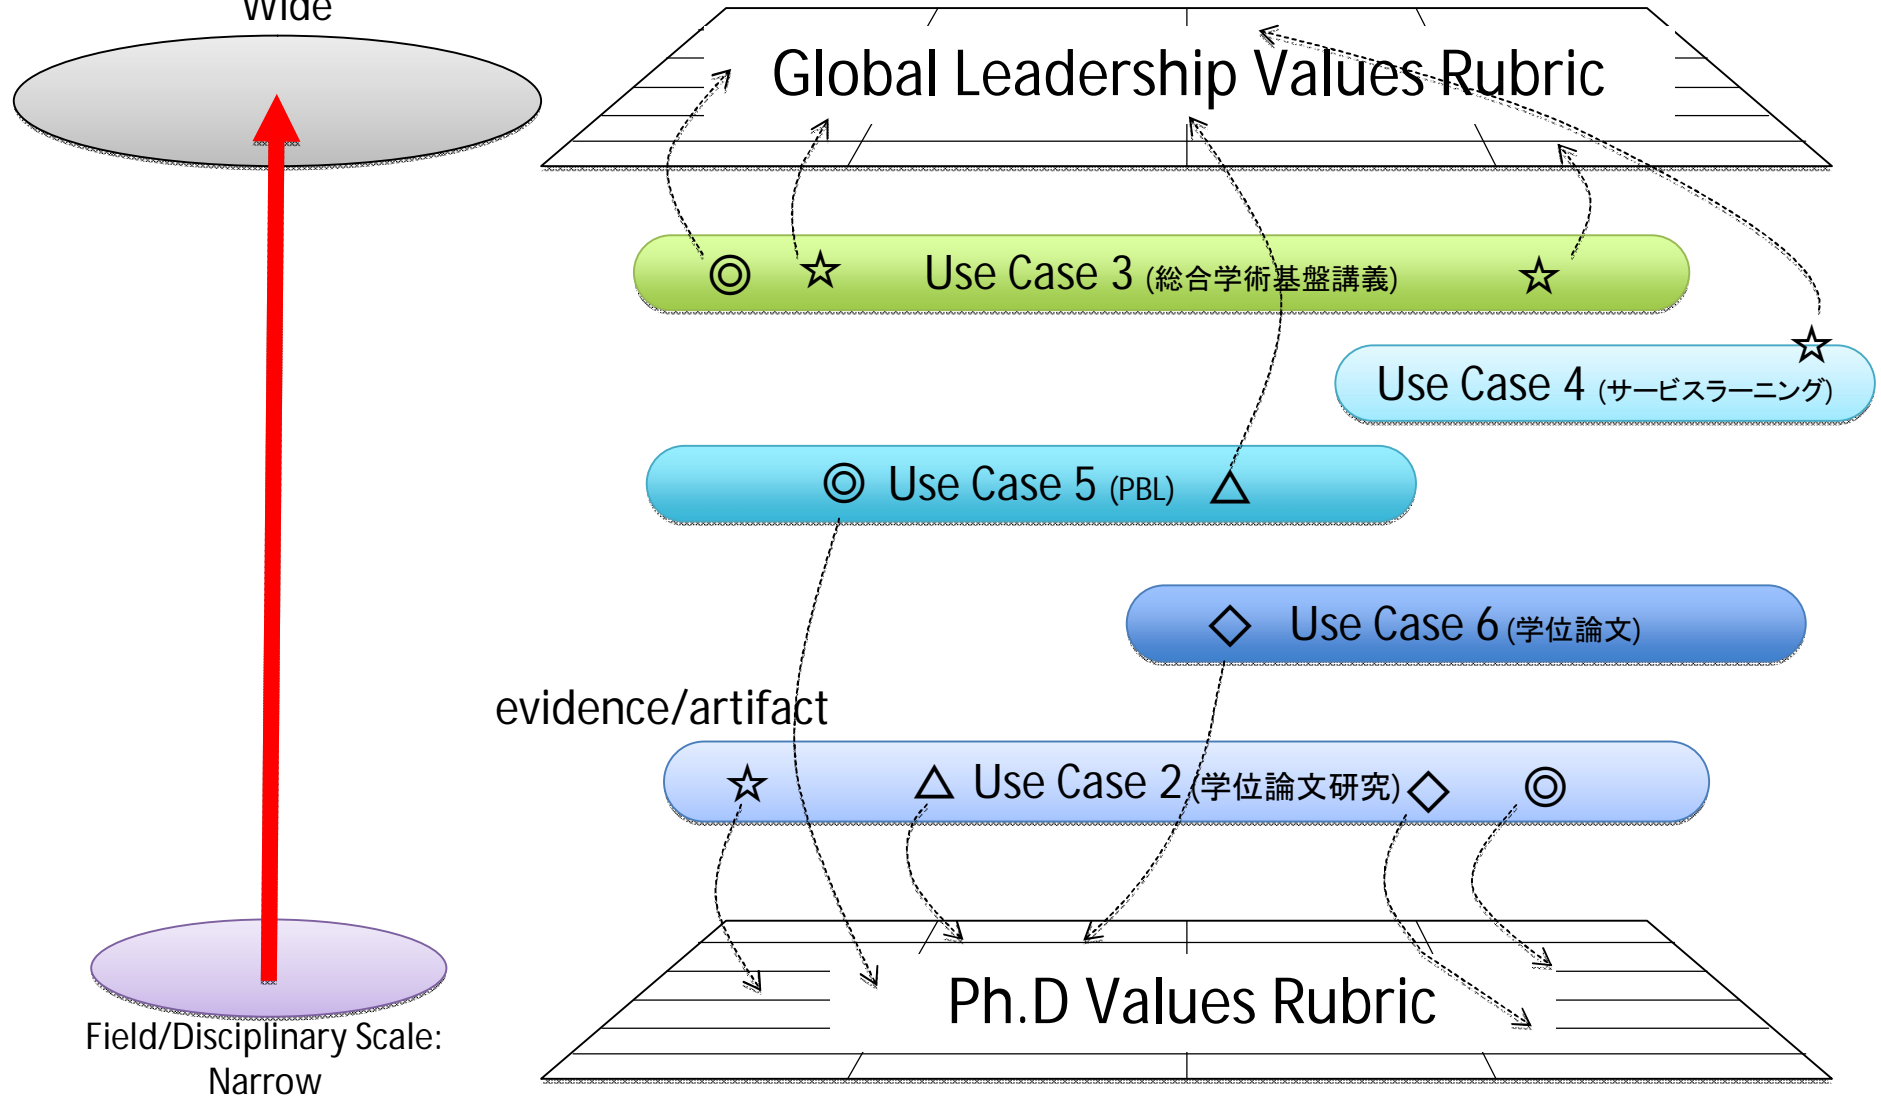 Wide
Global Leadership Values Rubric
Use Case 3 (総合学術基盤講義)
Use Case 4 (サービスラーニング)
Use Case 5 (PBL)
Use Case 6 (学位論文)
evidence/artifact
Use Case 2 (学位論文研究)
Ph.D Values Rubric
Field/Disciplinary Scale:
Narrow